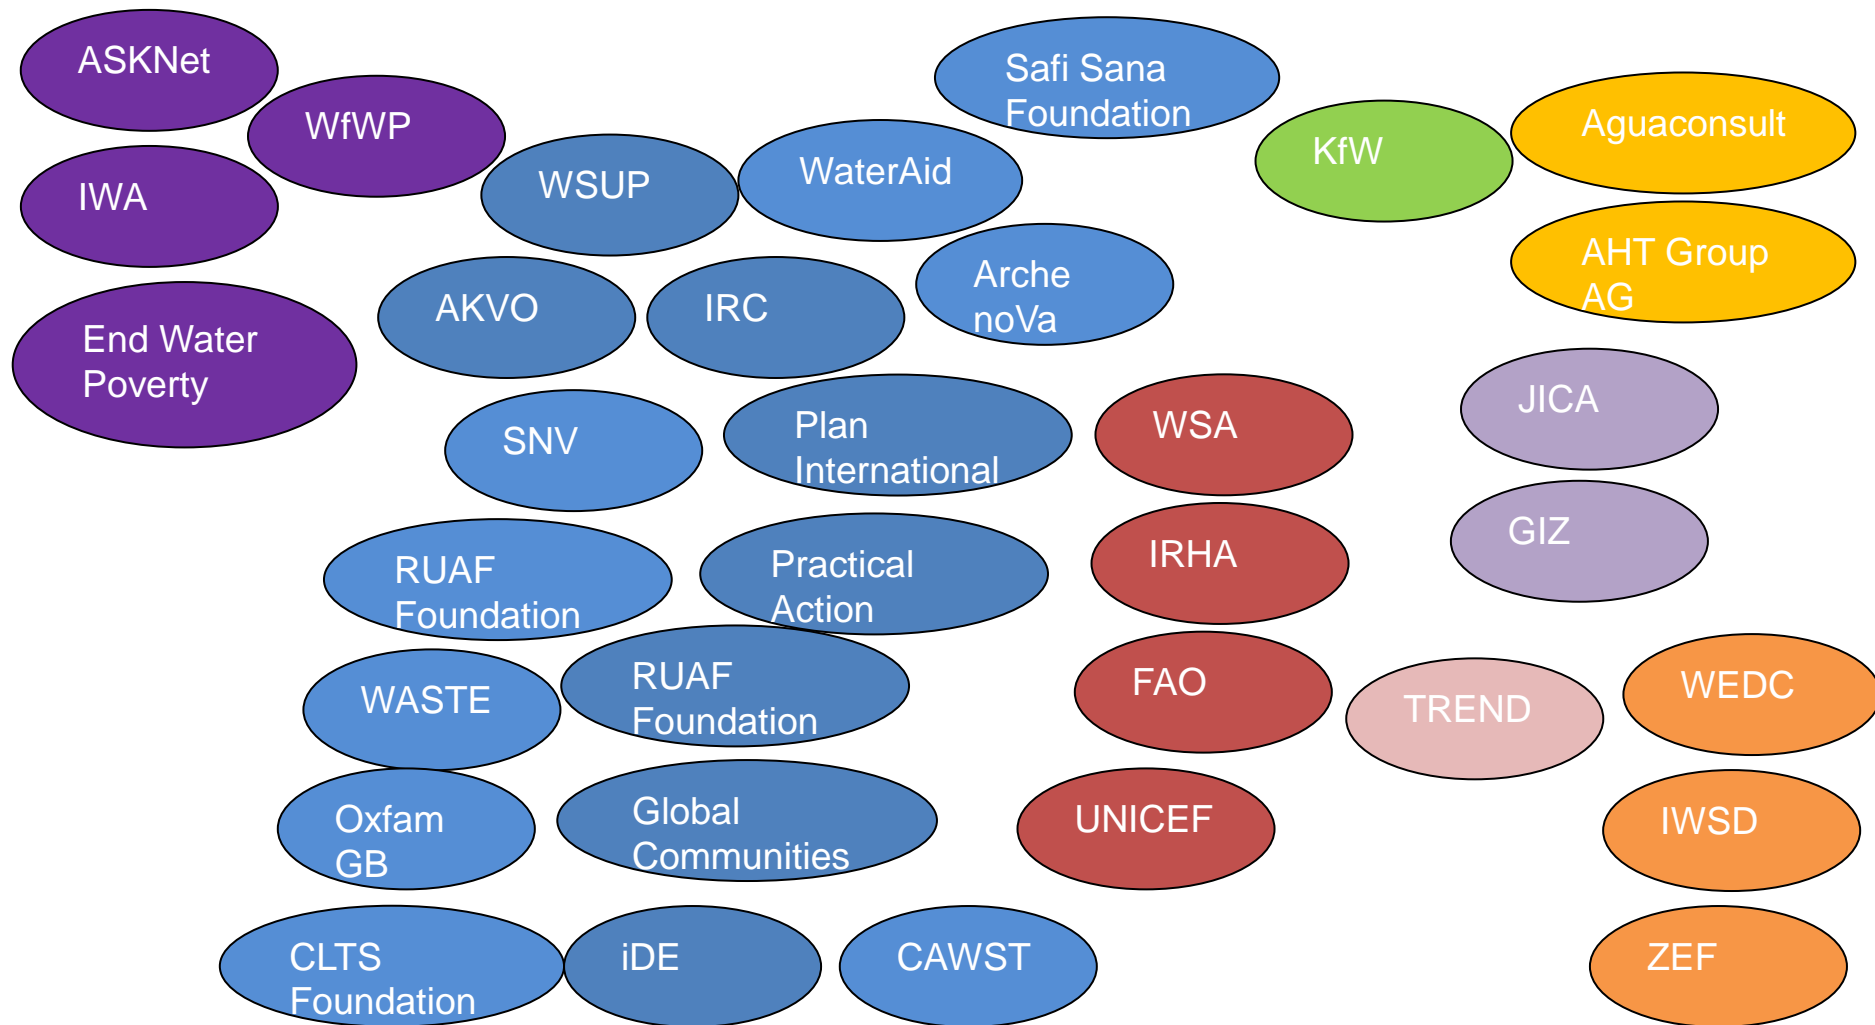 ASKNet
WfWP
IWA
End Water
Poverty
WSUP
WaterAid
Safi Sana
Foundation
KfW
Aguaconsult
AHT Group
AG
AKVO
IRC
Arche
noVa
JICA
SNV
Plan
International
WSA
GIZ
RUAF
Foundation
Practical
Action
IRHA
WASTE
RUAF
Foundation
FAO
TREND
WEDC
Oxfam
GB
Global
Communities
UNICEF
IWSD
CLTS
Foundation
iDE
CAWST
ZEF